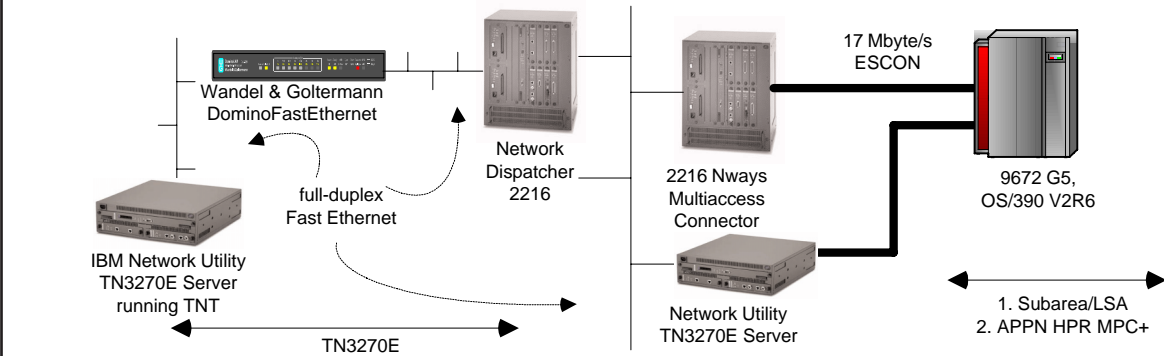 Wandel & Goltermann
DominoFastEthernet
full-duplex
Fast Ethernet
IBM Network Utility
TN3270E Server
running TNT
TN3270E
Network
Dispatcher
2216
2216 Nways
Multiaccess
Connector
Network Utility
TN3270E Server
17 Mbyte/s
ESCON
9672 G5,
OS/390 V2R6
1. Subarea/LSA
2. APPN HPR MPC+